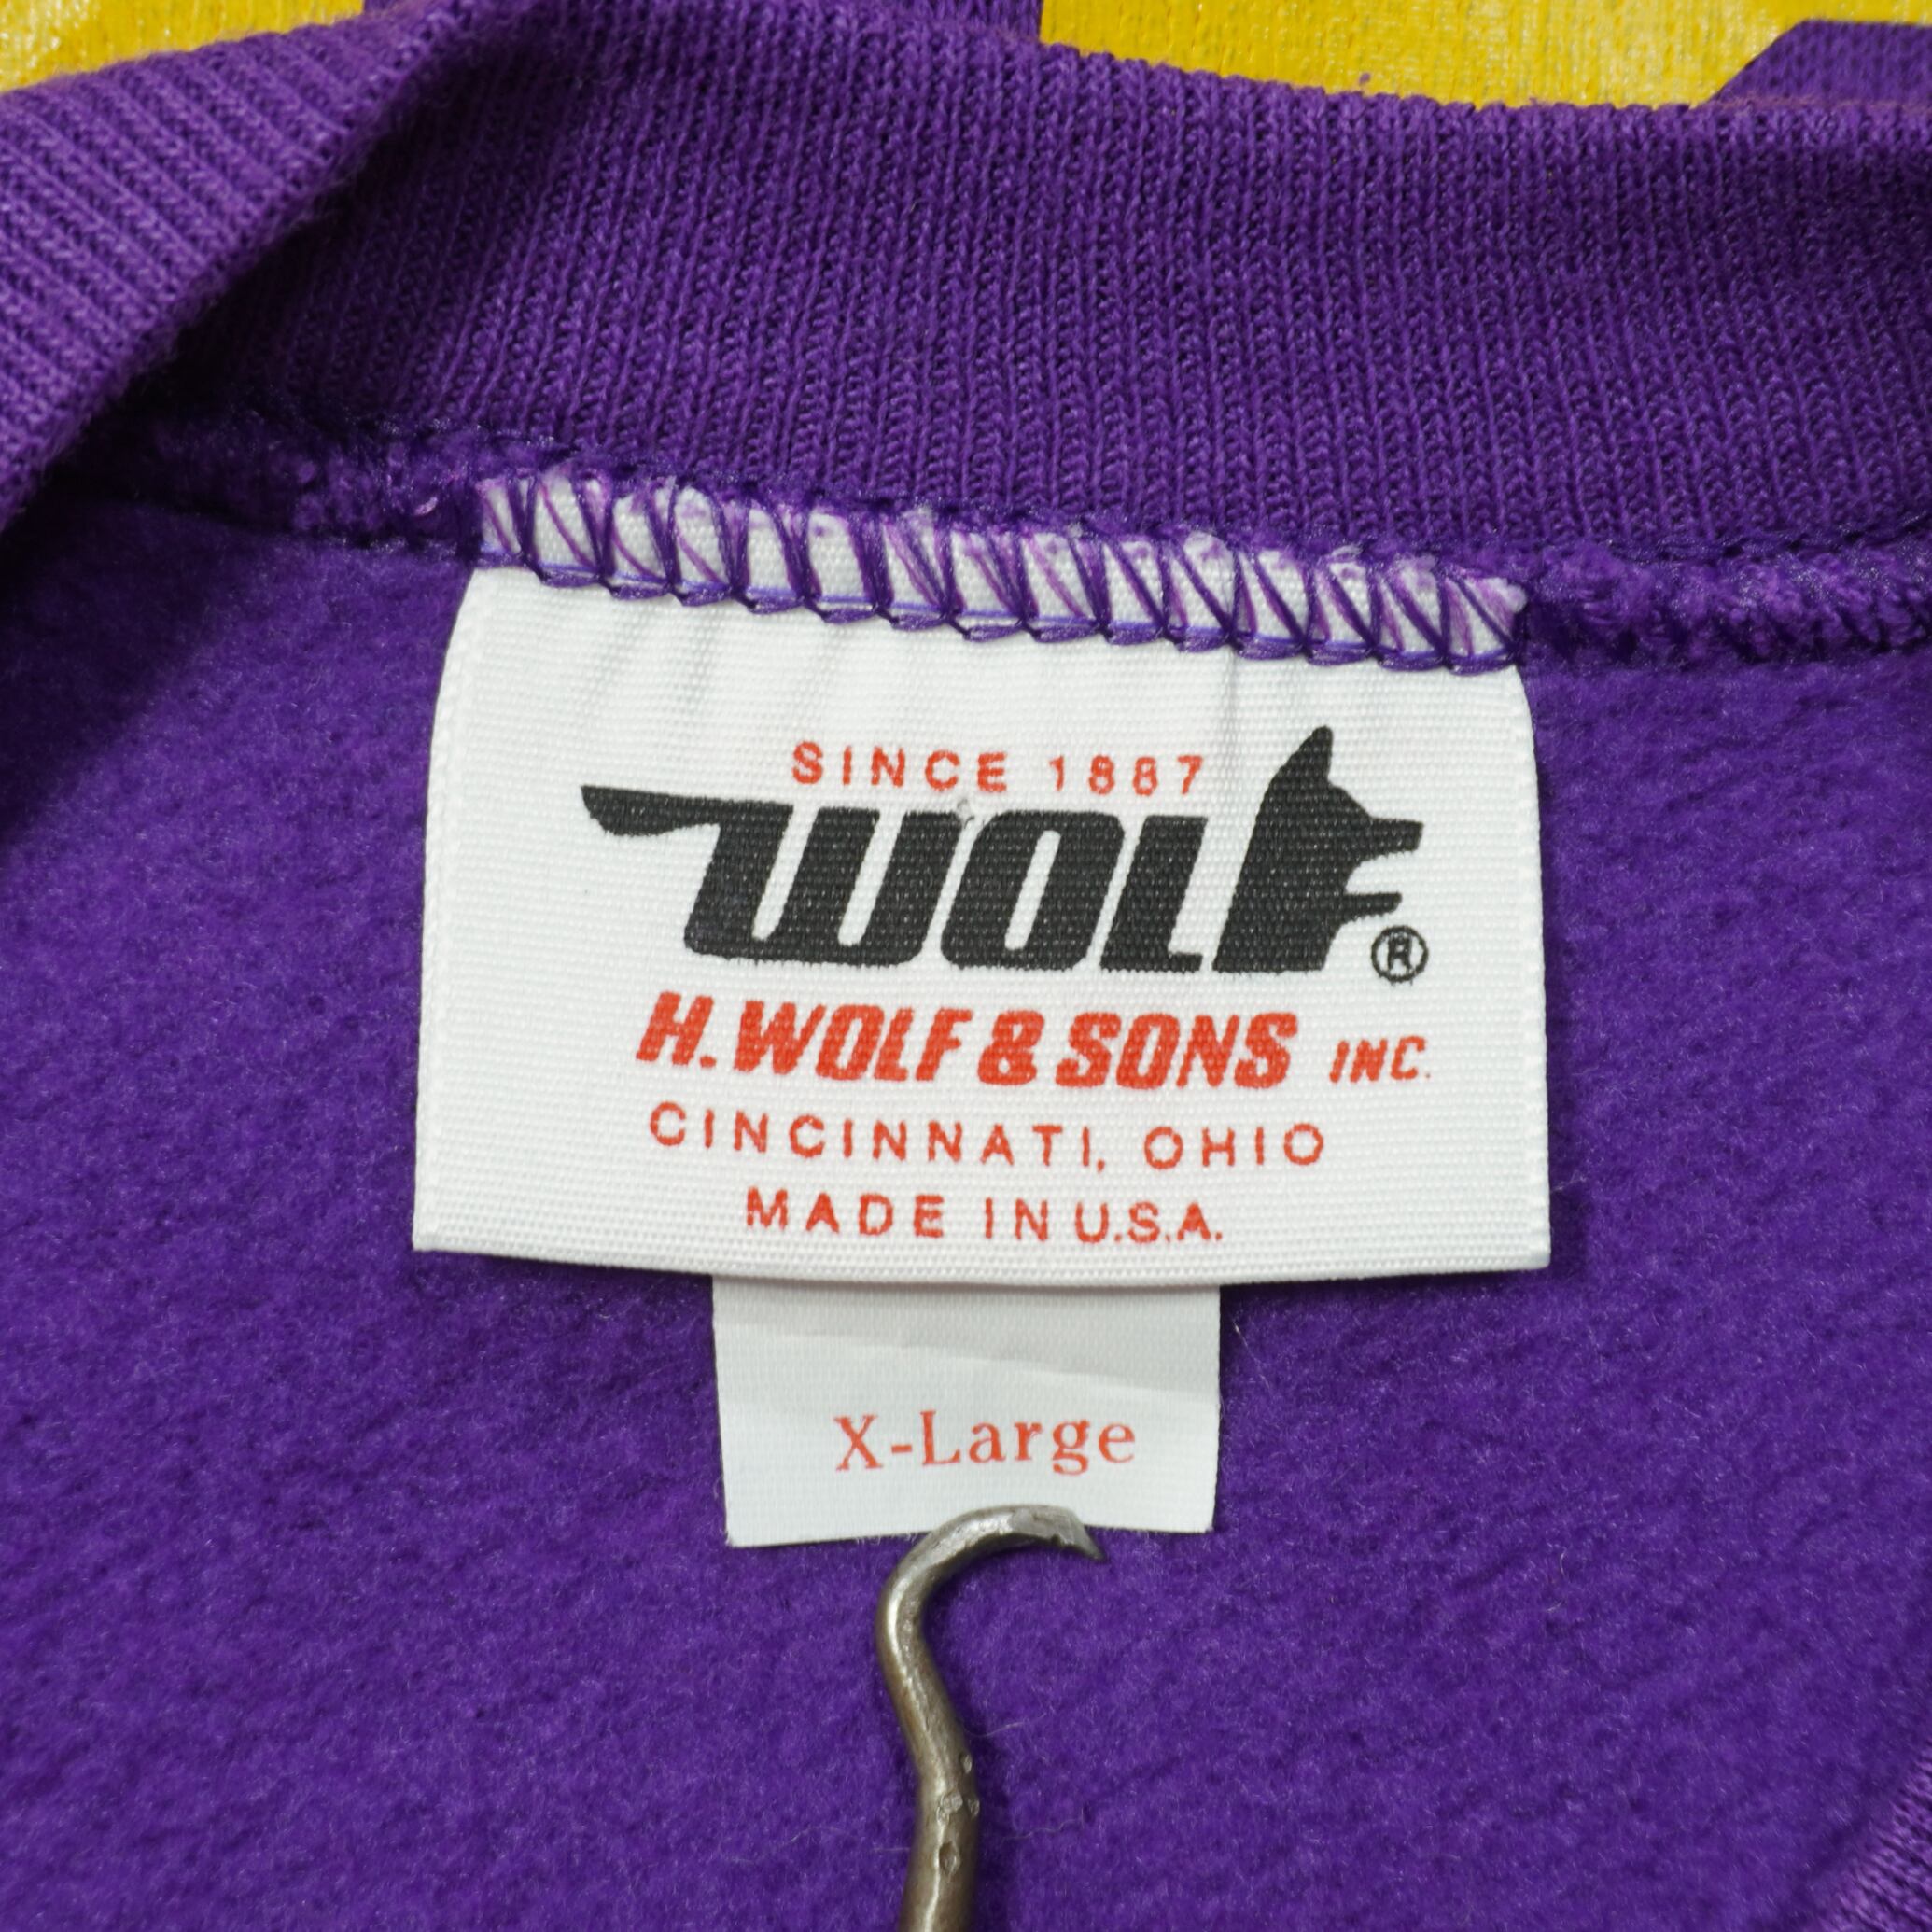 SINCE 1887
WOLF ®
H. WOLF & SONS INC.
CINCINNATI, OHIO
MADE IN U.S.A.
X-Large